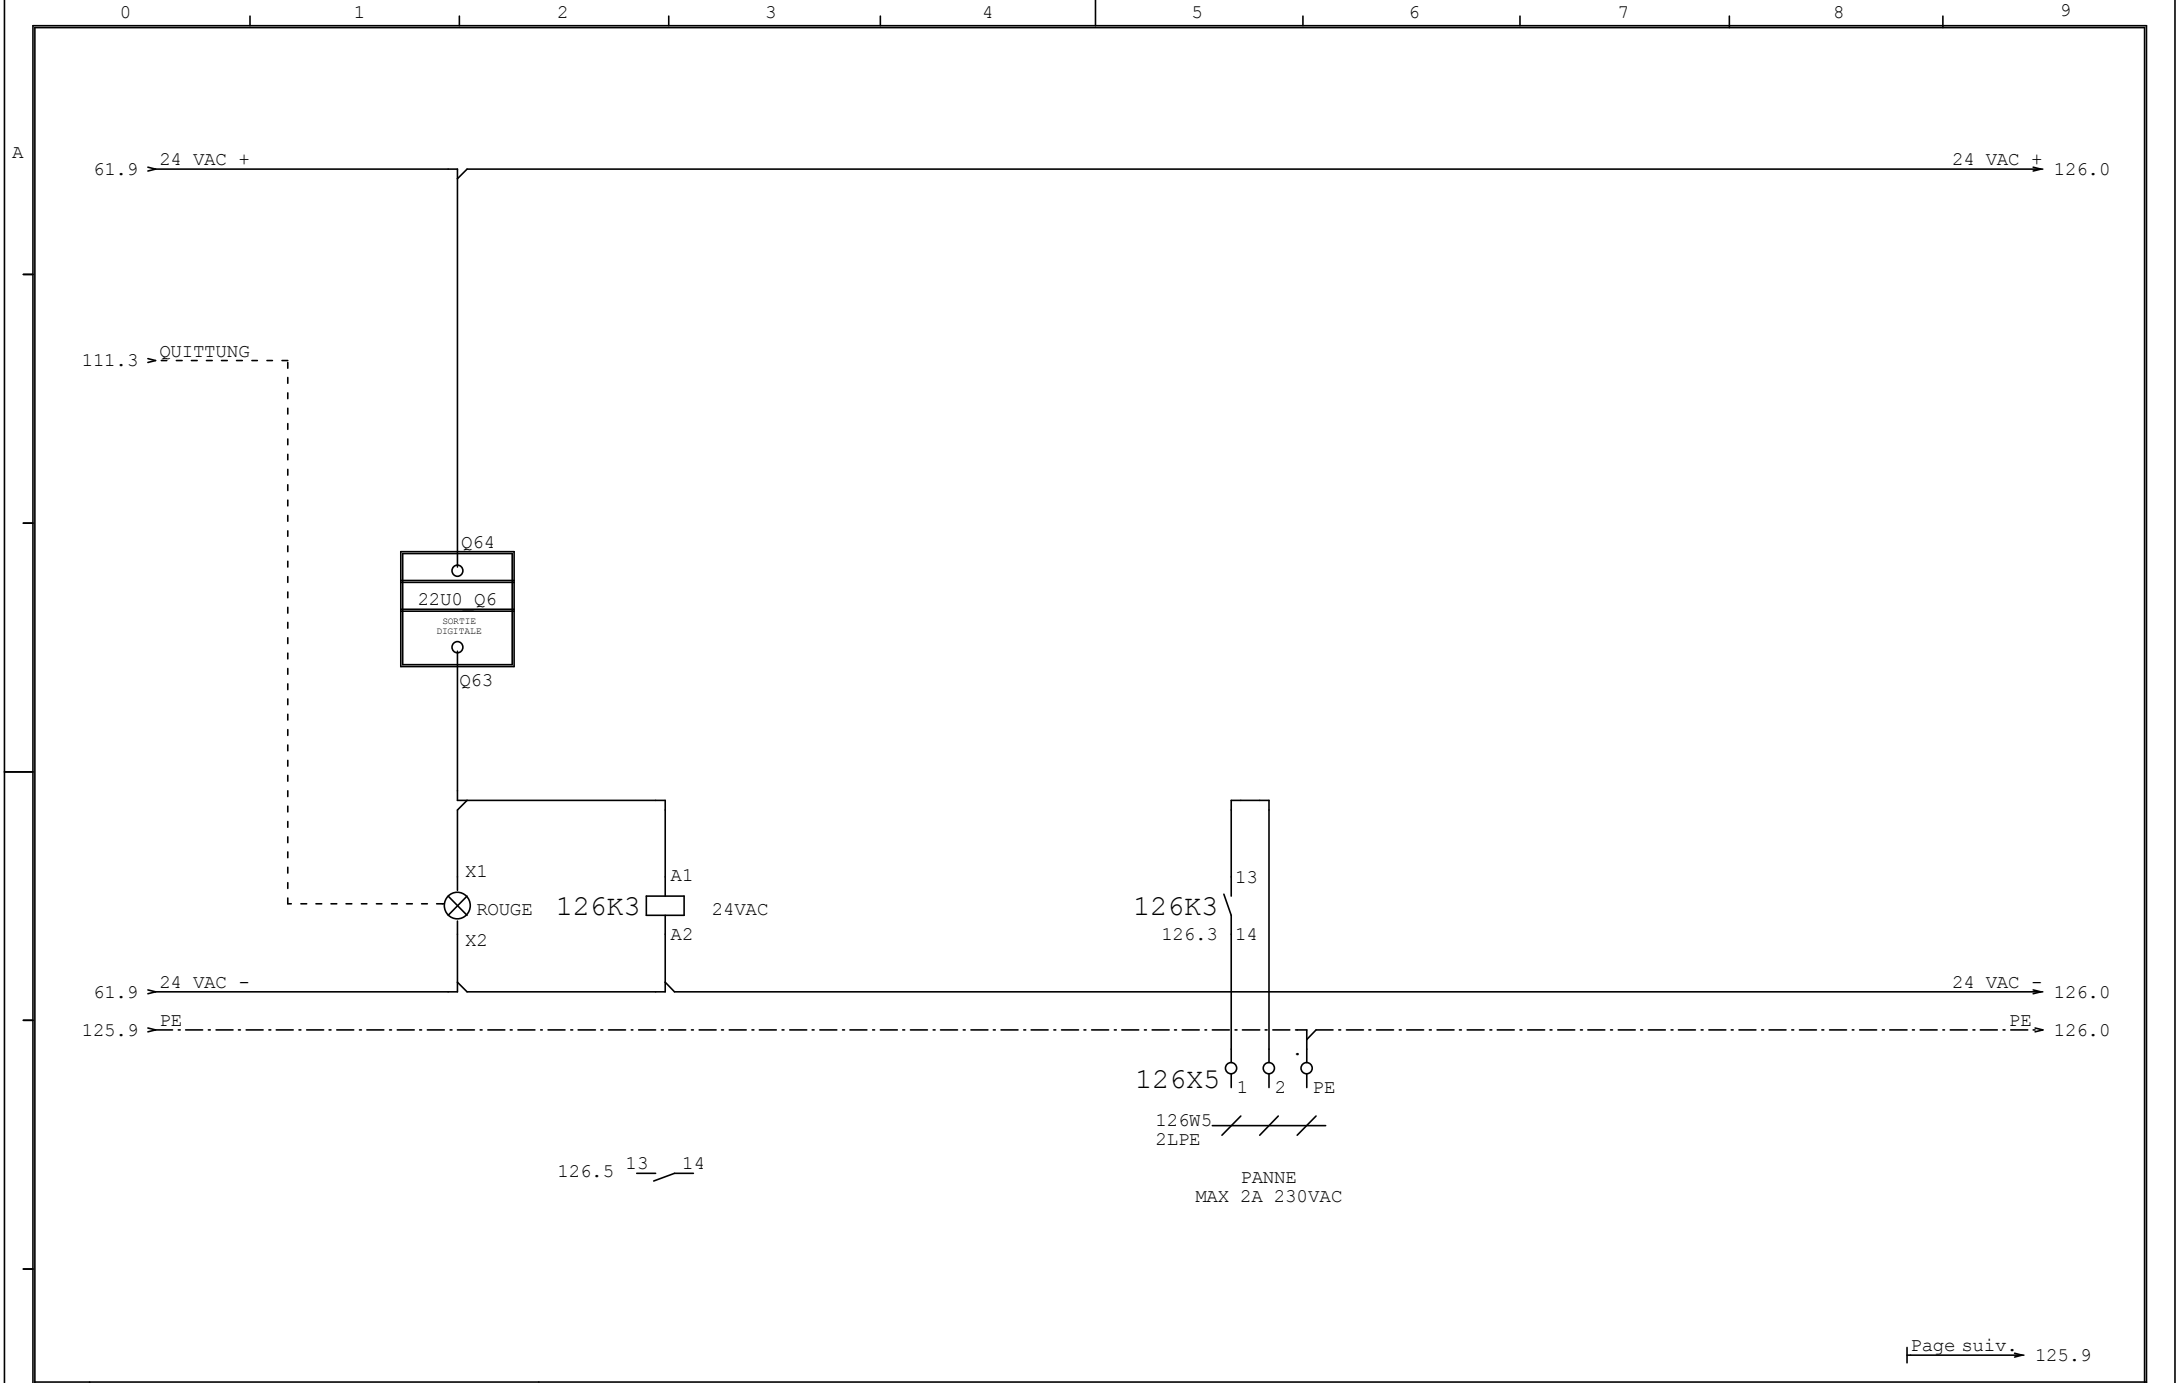 0 1 2 3 4 5 6 7 8 9
A
24 VAC +
61.9
24 VAC +
126.0
QUITTUNG
111.3
Q64
22U0 Q6
SORTIE
DIGITALE
Q63
X1
A1
13
ROUGE
126K3
24VAC
126K3
X2
A2
126.3
14
24 VAC -
61.9
24 VAC -
126.0
PE
125.9
PE
126.0
126X5
1
2
PE
126W5
2LPE
126.5
13
14
PANNE
MAX 2A 230VAC
Page suiv.
125.9